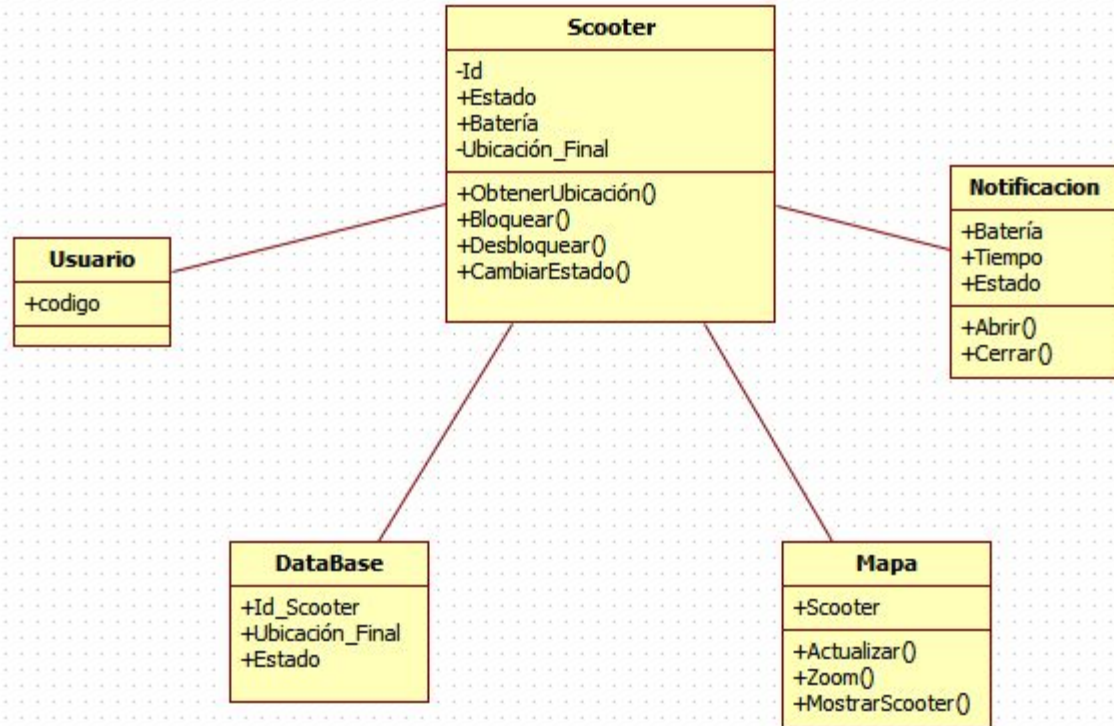 Scooter
-Id
+Estado
+Batería
-Ubicación_Final
+ObtenerUbicación()
+Bloquear()
+Desbloquear()
+CambiarEstado()
Notificacion
+Batería
+Tiempo
+Estado
+Abrir()
+Cerrar()
Usuario
+codigo
DataBase
+Id_Scooter
+Ubicación_Final
+Estado
Mapa
+Scooter
+Actualizar()
+Zoom()
+MostrarScooter()